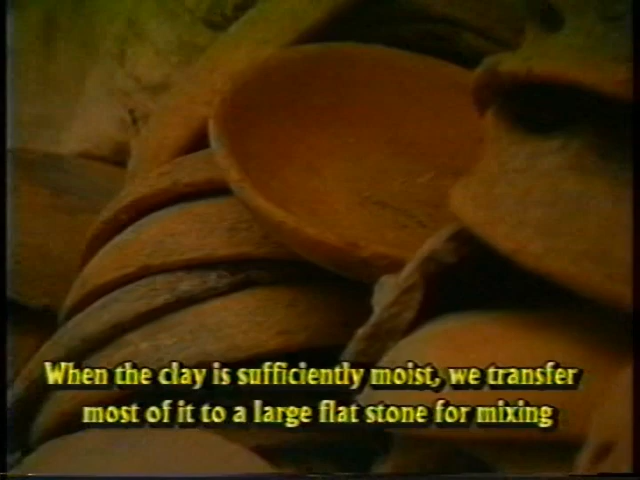 When the clay is sufficiently moist, we transfer
most of it to a large flat stone for mixing